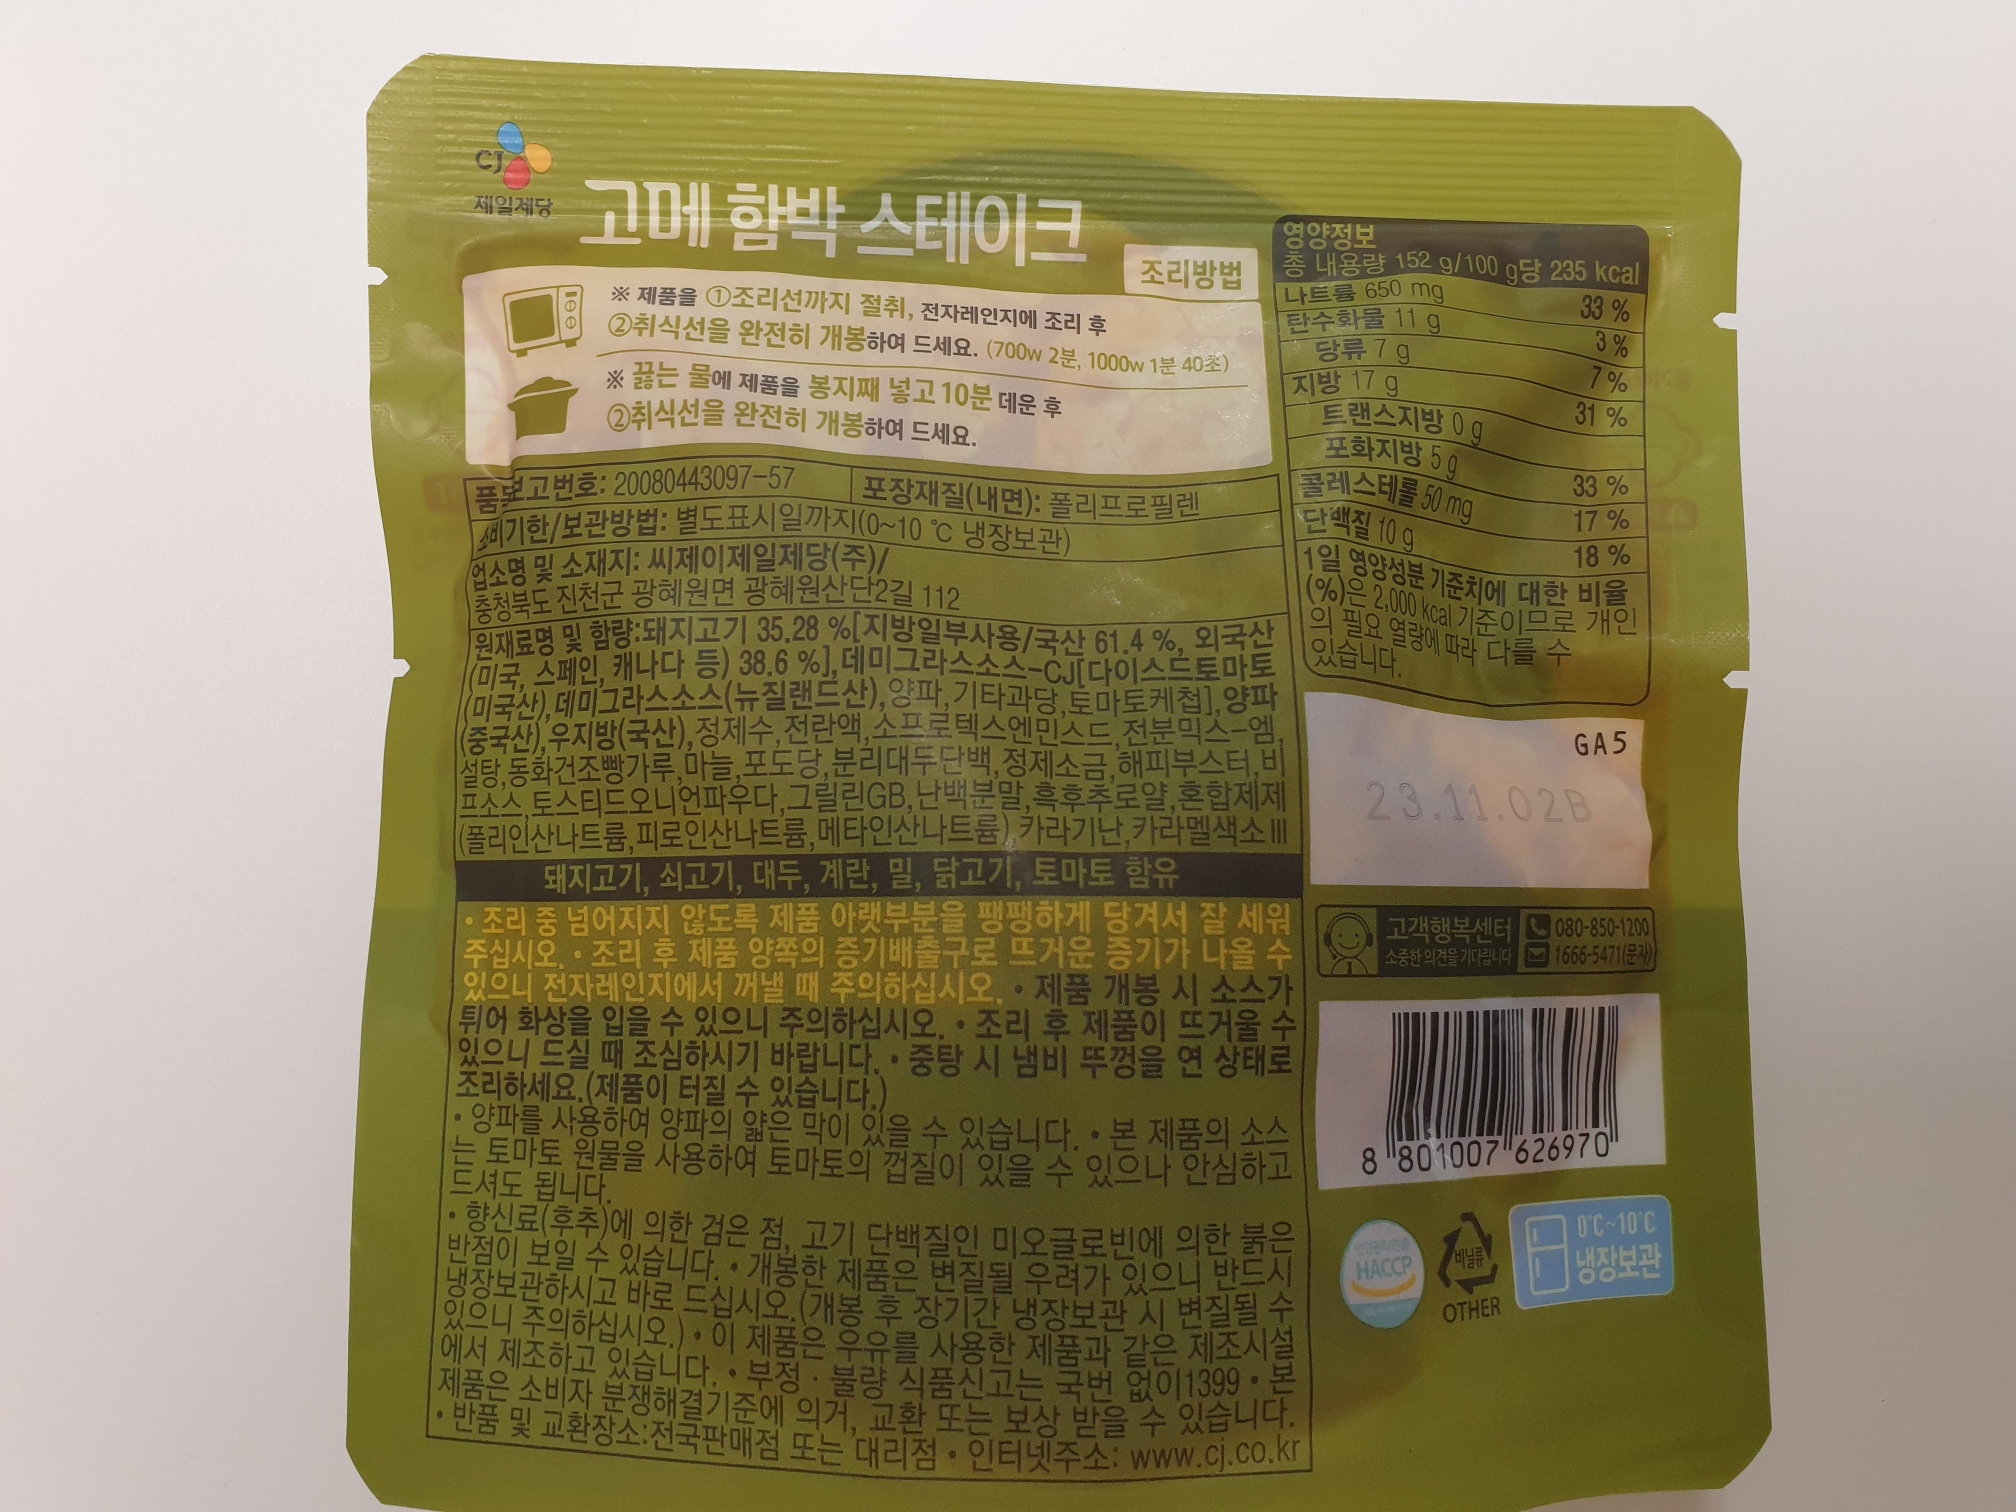 CJ
제일제당
고메 함박 스테이크
조리방법
※ 제품을 ①조리선까지 절취, 전자레인지에 조리 후
②취식선을 완전히 개봉하여 드세요. (700w 2분, 1000w 1분 40초)
※ 끓는 물에 제품을 봉지째 넣고 10분 데운 후
②취식선을 완전히 개봉하여 드세요.
품목보고번호: 20080443097-57
포장재질(내면): 폴리프로필렌
소비기한/보관방법: 별도표시일까지(0~10 ℃ 냉장보관)
업소명 및 소재지: 씨제이제일제당(주)/
충청북도 진천군 광혜원면 광혜원산단2길 112
원재료명 및 함량:돼지고기 35.28 %[지방일부사용/국산 61.4 %, 외국산
(미국, 스페인, 캐나다 등) 38.6 %],데미그라스소스-CJ[다이스드토마토
(미국산),데미그라스소스(뉴질랜드산),양파,기타과당,토마토케첩],양파
(중국산),우지방(국산),정제수,전란액,소프로텍스엔민스드,전분믹스-엠,
설탕,동화건조빵가루,마늘,포도당,분리대두단백,정제소금,해피부스터,비
프소스,토스티드오니언파우다,그릴린GB,난백분말,흑후추로얄,혼합제제
(폴리인산나트륨,피로인산나트륨,메타인산나트륨),카라기난,카라멜색소Ⅲ
돼지고기, 쇠고기, 대두, 계란, 밀, 닭고기, 토마토 함유
• 조리 중 넘어지지 않도록 제품 아랫부분을 팽팽하게 당겨서 잘 세워
주십시오. • 조리 후 제품 양쪽의 증기배출구로 뜨거운 증기가 나올 수
있으니 전자레인지에서 꺼낼 때 주의하십시오. • 제품 개봉 시 소스가
튀어 화상을 입을 수 있으니 주의하십시오. • 조리 후 제품이 뜨거울 수
있으니 드실 때 조심하시기 바랍니다. • 중탕 시 냄비 뚜껑을 연 상태로
조리하세요.(제품이 터질 수 있습니다.)
• 양파를 사용하여 양파의 얇은 막이 있을 수 있습니다. • 본 제품의 소스
는 토마토 원물을 사용하여 토마토의 껍질이 있을 수 있으나 안심하고
드셔도 됩니다.
• 향신료(후추)에 의한 검은 점, 고기 단백질인 미오글로빈에 의한 붉은
반점이 보일 수 있습니다. • 개봉한 제품은 변질될 우려가 있으니 반드시
냉장보관하시고 바로 드십시오.(개봉 후 장기간 냉장보관 시 변질될 수
있으니 주의하십시오.) • 이 제품은 우유를 사용한 제품과 같은 제조시설
에서 제조하고 있습니다. • 부정 · 불량 식품신고는 국번 없이1399 • 본
제품은 소비자 분쟁해결기준에 의거, 교환 또는 보상 받을 수 있습니다.
• 반품 및 교환장소:전국판매점 또는 대리점 • 인터넷주소: www.cj.co.kr
영양정보
총 내용량 152 g/100 g당 235 kcal
나트륨 650 mg 33 %
탄수화물 11 g 3 %
당류 7 g 7 %
지방 17 g 31 %
트랜스지방 0 g
포화지방 5 g 33 %
콜레스테롤 50 mg 17 %
단백질 10 g 18 %
1일 영양성분 기준치에 대한 비율
(%)은 2,000 kcal 기준이므로 개인
의 필요 열량에 따라 다를 수
있습니다.
GA5
23.11.02B
고객행복센터
소중한 의견을 기다립니다
080-850-1200
1666-5471(문자)
8 801007 626970
HACCP
비닐류
OTHER
0℃~10℃
냉장보관